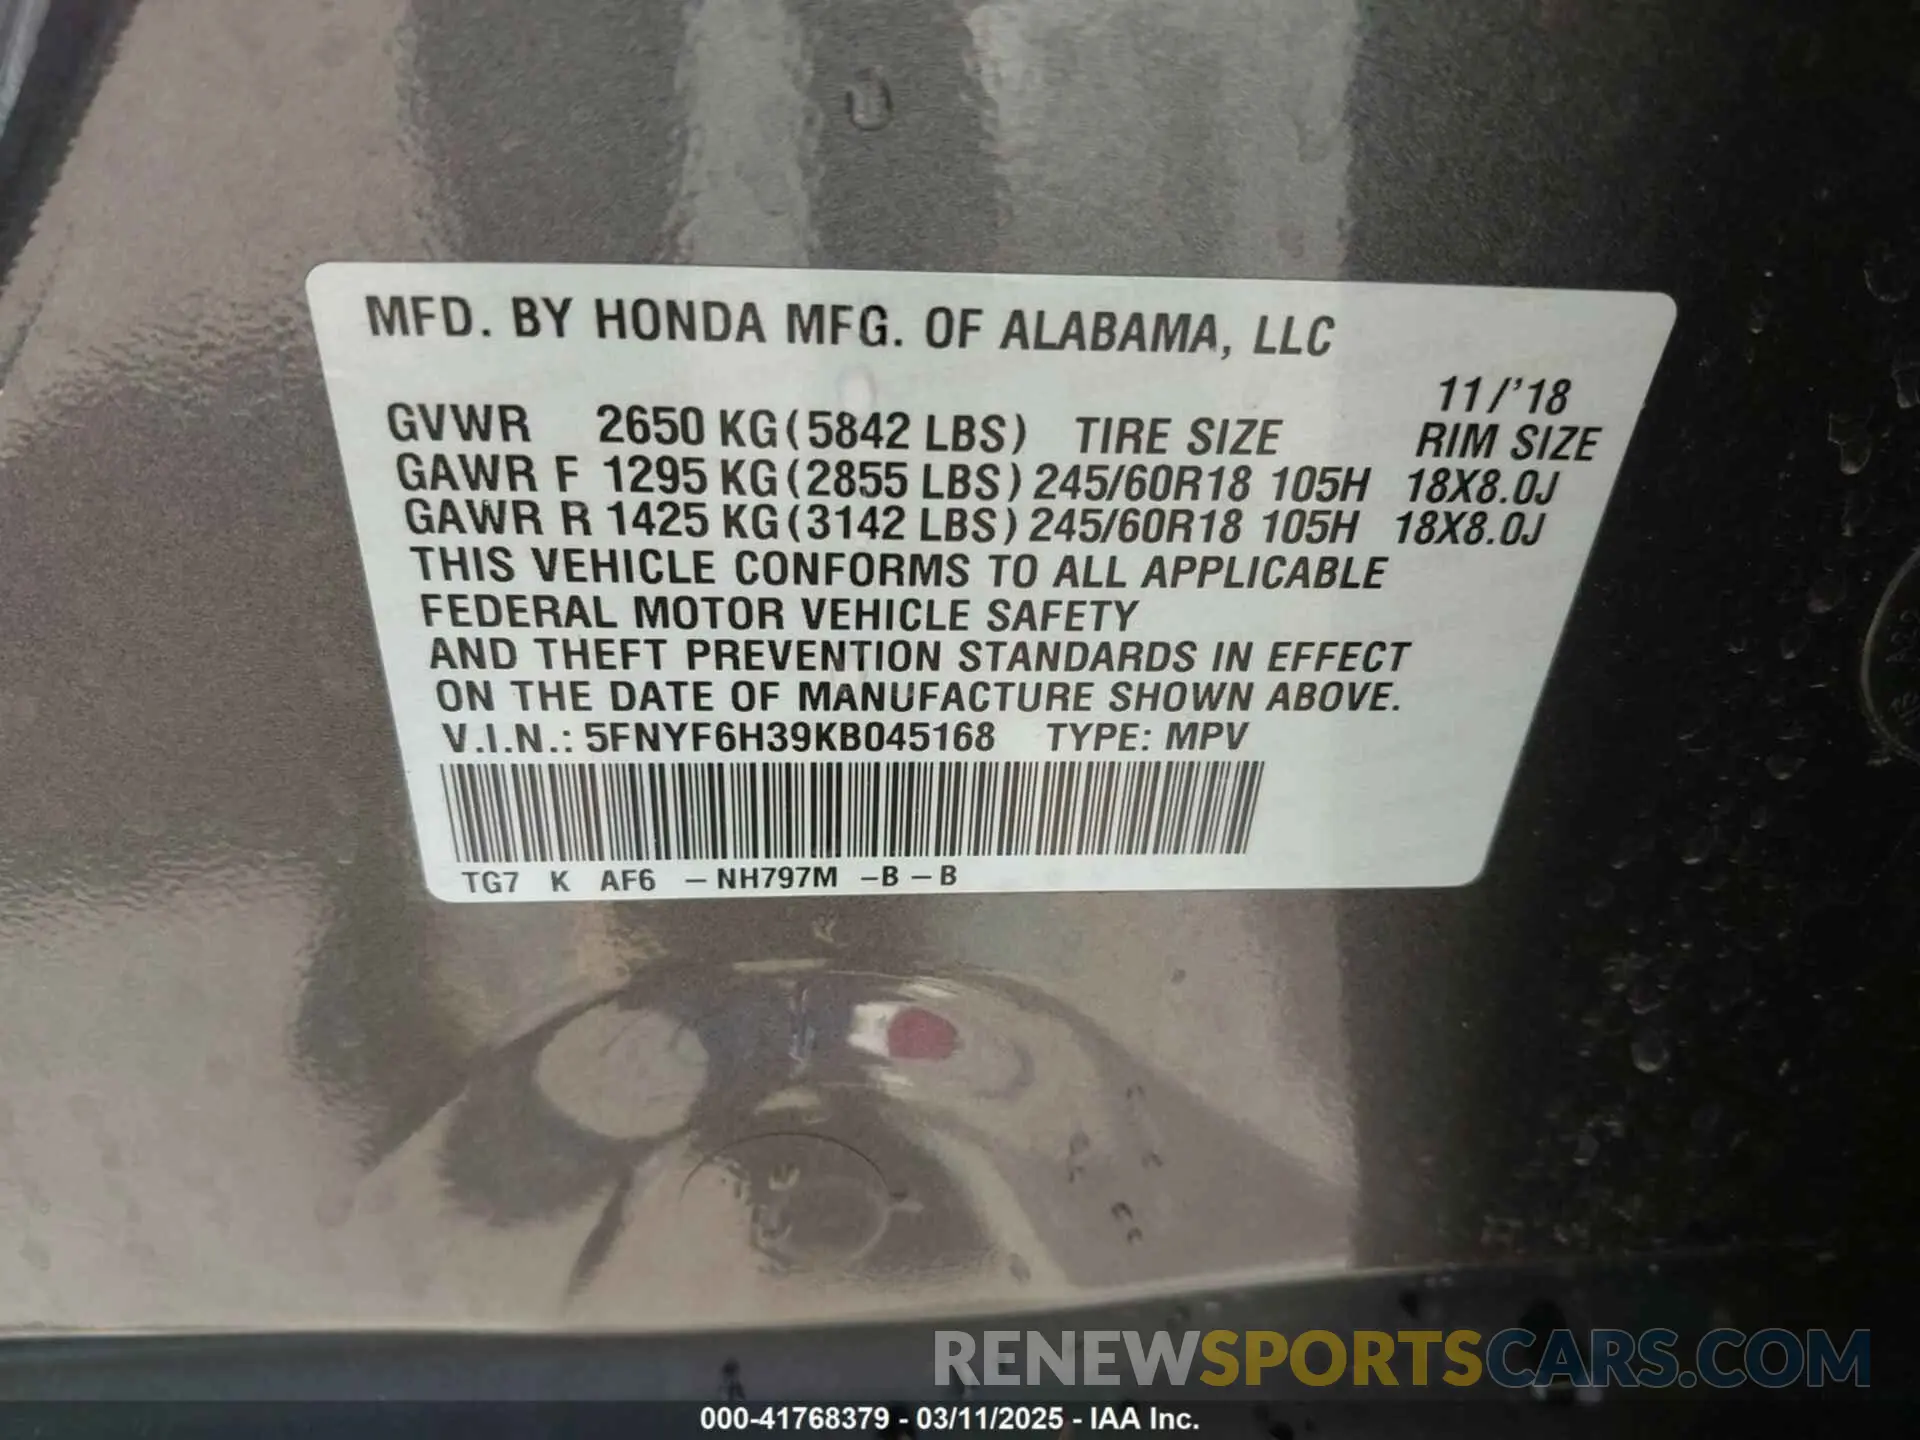 MFD. BY HONDA MFG. OF ALABAMA, LLC
11/'18
GVWR 2650 KG (5842 LBS) TIRE SIZE RIM SIZE
GAWR F 1295 KG (2855 LBS) 245/60R18 105H 18X8.0J
GAWR R 1425 KG (3142 LBS) 245/60R18 105H 18X8.0J
THIS VEHICLE CONFORMS TO ALL APPLICABLE
FEDERAL MOTOR VEHICLE SAFETY
AND THEFT PREVENTION STANDARDS IN EFFECT
ON THE DATE OF MANUFACTURE SHOWN ABOVE.
V.I.N.: 5FNYF6H39KB045168 TYPE: MPV
TG7 K AF6 – NH797M –B – B
RENEWSPORTSCARS.COM
000-41768379 - 03/11/2025 - IAA Inc.